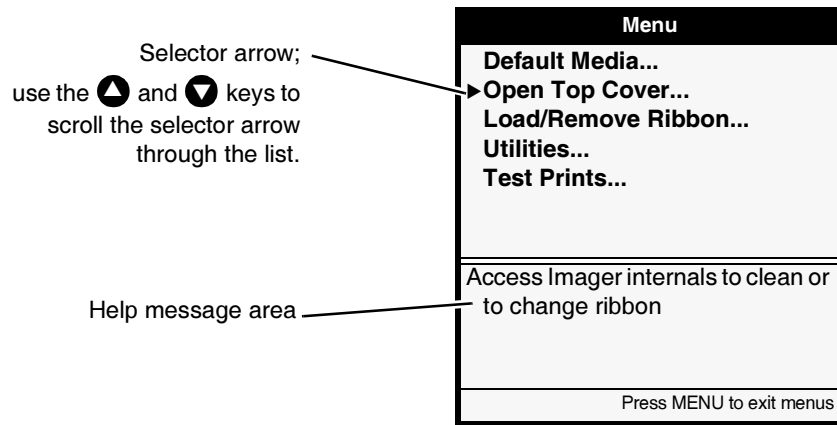 Selector arrow;
use the and keys to
scroll the selector arrow
through the list.
Help message area
Menu
Default Media...
Open Top Cover...
Load/Remove Ribbon...
Utilities...
Test Prints...
Access Imager internals to clean or
to change ribbon
Press MENU to exit menus